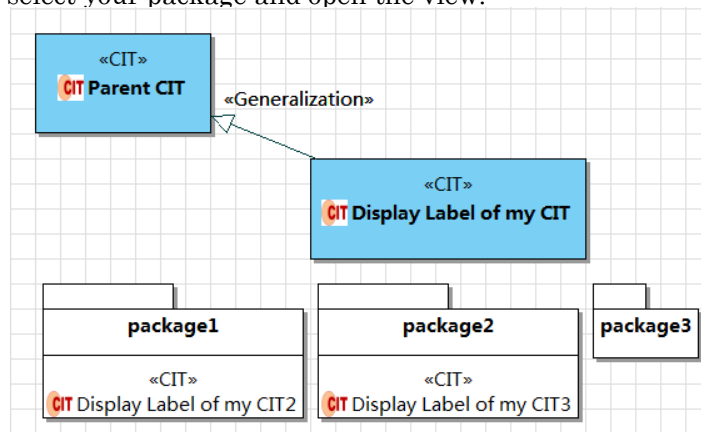 select your package and open the view.
«CIT»
CIT Parent CIT
«Generalization»
«CIT»
CIT Display Label of my CIT
package1
«CIT»
CIT Display Label of my CIT2
package2
«CIT»
CIT Display Label of my CIT3
package3